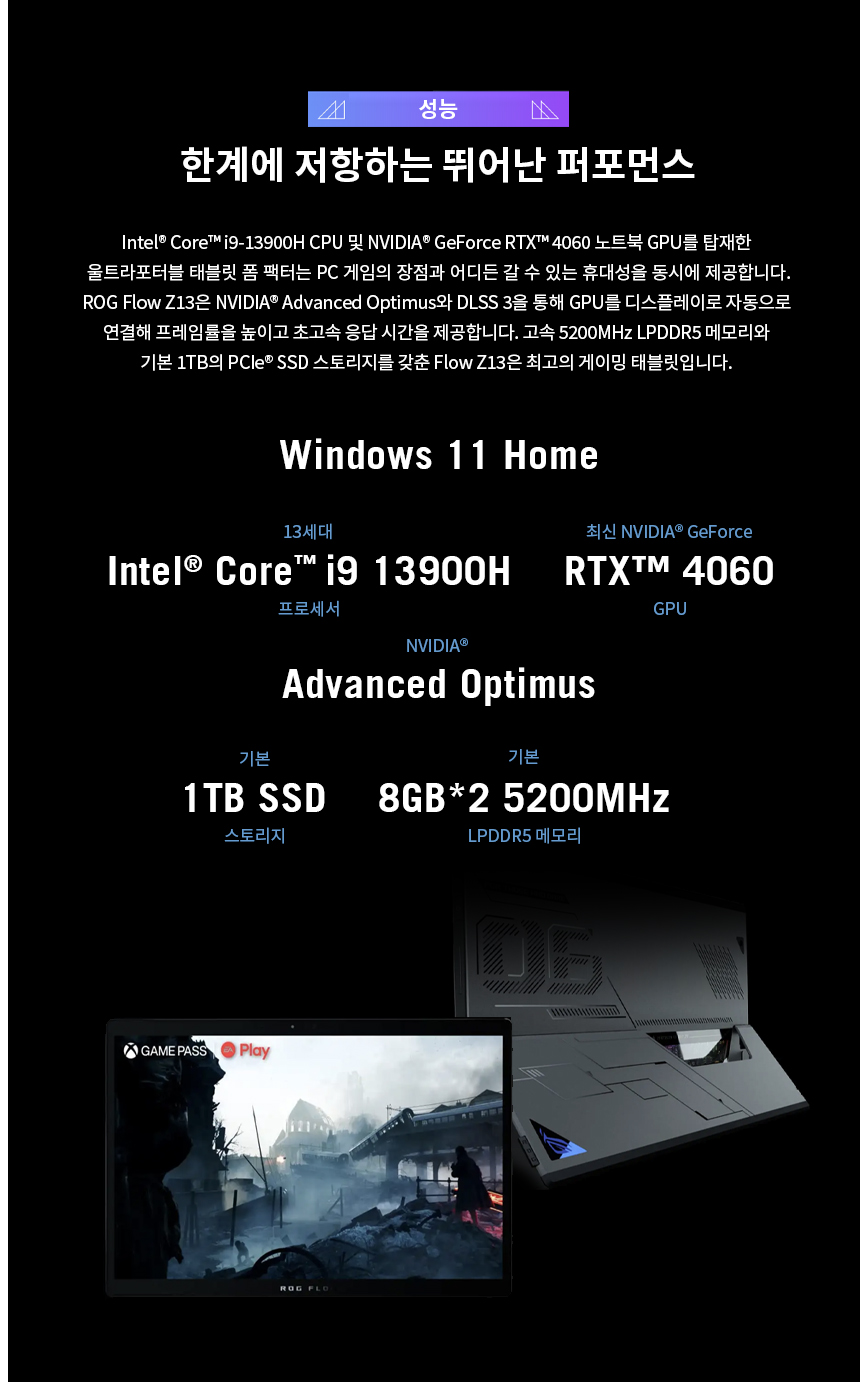 성능
한계에 저항하는 뛰어난 퍼포먼스
Intel® Core™ i9-13900H CPU 및 NVIDIA® GeForce RTX™ 4060 노트북 GPU를 탑재한
울트라포터블 태블릿 폼 팩터는 PC 게임의 장점과 어디든 갈 수 있는 휴대성을 동시에 제공합니다.
ROG Flow Z13은 NVIDIA® Advanced Optimus와 DLSS 3을 통해 GPU를 디스플레이로 자동으로
연결해 프레임률을 높이고 초고속 응답 시간을 제공합니다. 고속 5200MHz LPDDR5 메모리와
기본 1TB의 PCIe® SSD 스토리지를 갖춘 Flow Z13은 최고의 게이밍 태블릿입니다.
Windows 11 Home
13세대
Intel® Core™ i9 13900H
프로세서
최신 NVIDIA® GeForce
RTX™ 4060
GPU
NVIDIA®
Advanced Optimus
기본
1TB SSD
스토리지
기본
8GB*2 5200MHz
LPDDR5 메모리
06
GAME PASS
EA Play
ROG FLO